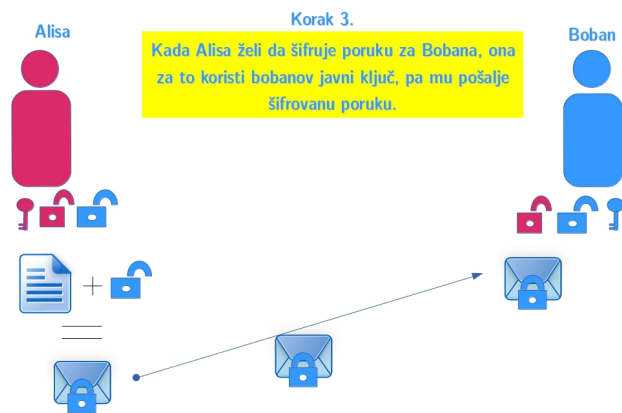 Korak 3.
Alisa
Boban
Kada Alisa želi da šifruje poruku za Bobana, ona
za to koristi bobanov javni ključ, pa mu pošalje
šifrovanu poruku.